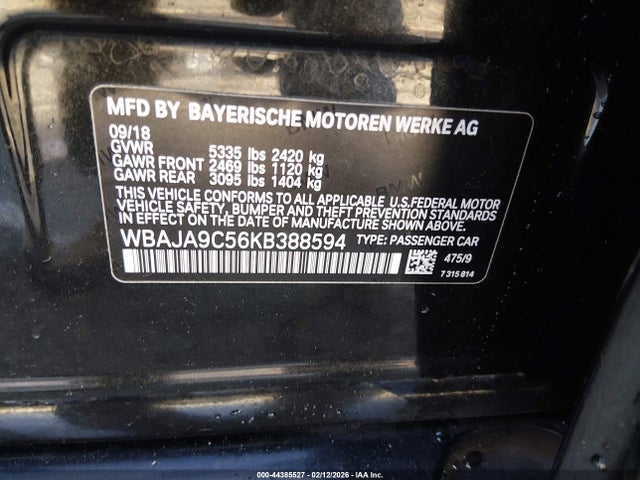 MFD BY BAYERISCHE MOTOREN WERKE AG
09/18
GVWR 5335 lbs 2420 kg
GAWR FRONT 2469 lbs 1120 kg
GAWR REAR 3095 lbs 1404 kg
THIS VEHICLE CONFORMS TO ALL APPLICABLE U.S.FEDERAL MOTOR
VEHICLE SAFETY, BUMPER AND THEFT PREVENTION STANDARDS
IN EFFECT ON THE DATE OF MANUFACTURE SHOWN ABOVE.
WBAJA9C56KB388594 TYPE: PASSENGER CAR
475/9
7 315 814
000-44385527 - 02/12/2026 - IAAI.com